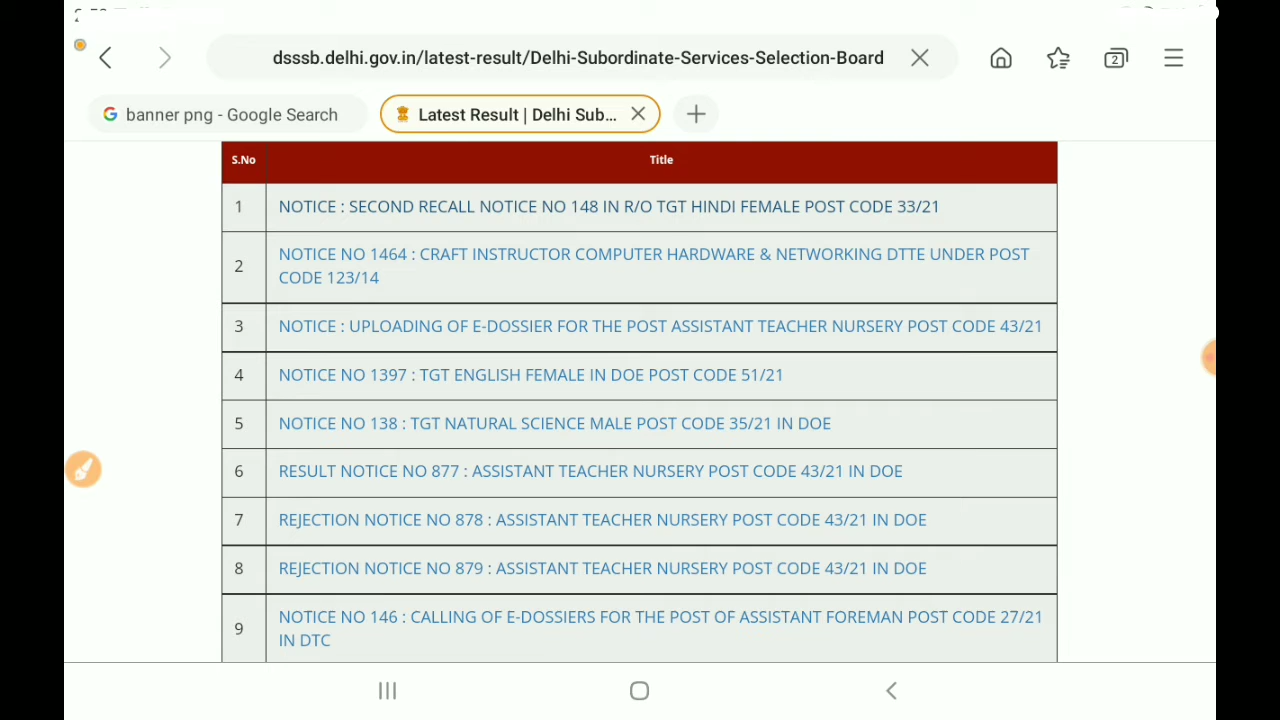 dsssb.delhi.gov.in/latest-result/Delhi-Subordinate-Services-Selection-Board
2
banner png - Google Search
Latest Result | Delhi Sub...
S.No Title
1 NOTICE : SECOND RECALL NOTICE NO 148 IN R/O TGT HINDI FEMALE POST CODE 33/21
2 NOTICE NO 1464 : CRAFT INSTRUCTOR COMPUTER HARDWARE & NETWORKING DTTE UNDER POST
CODE 123/14
3 NOTICE : UPLOADING OF E-DOSSIER FOR THE POST ASSISTANT TEACHER NURSERY POST CODE 43/21
4 NOTICE NO 1397 : TGT ENGLISH FEMALE IN DOE POST CODE 51/21
5 NOTICE NO 138 : TGT NATURAL SCIENCE MALE POST CODE 35/21 IN DOE
6 RESULT NOTICE NO 877 : ASSISTANT TEACHER NURSERY POST CODE 43/21 IN DOE
7 REJECTION NOTICE NO 878 : ASSISTANT TEACHER NURSERY POST CODE 43/21 IN DOE
8 REJECTION NOTICE NO 879 : ASSISTANT TEACHER NURSERY POST CODE 43/21 IN DOE
9 NOTICE NO 146 : CALLING OF E-DOSSIERS FOR THE POST OF ASSISTANT FOREMAN POST CODE 27/21
IN DTC